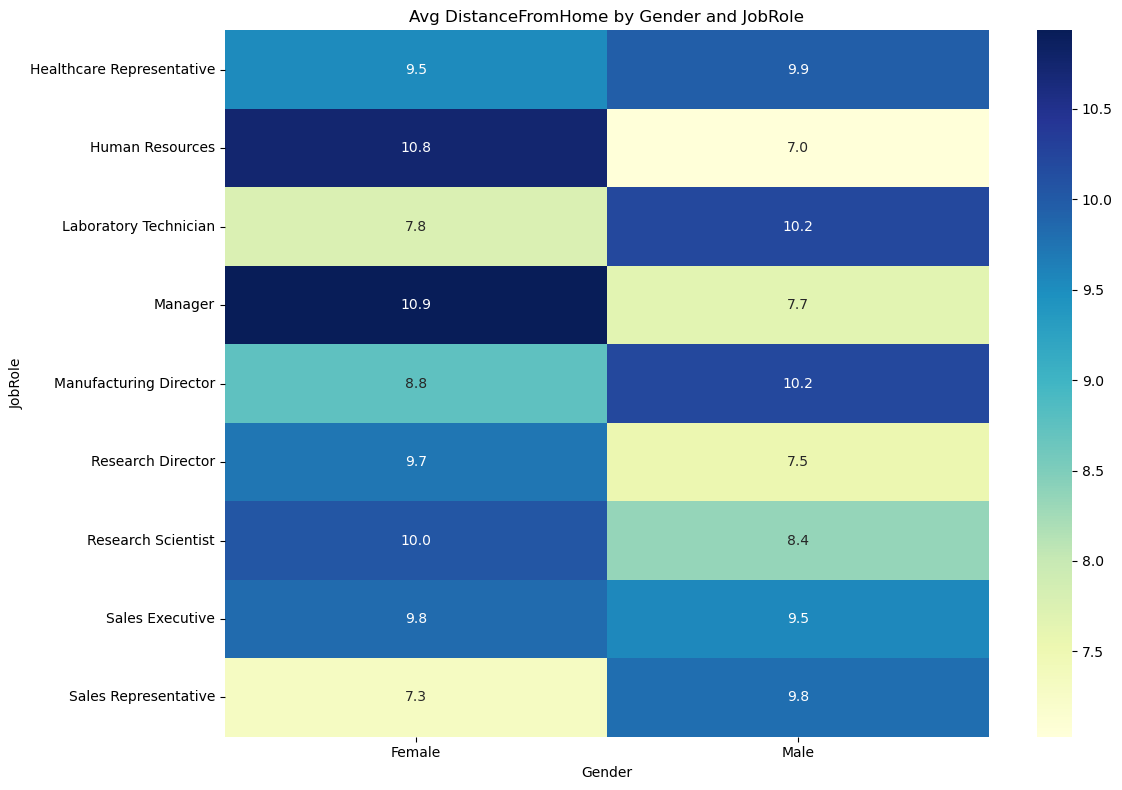 Avg DistanceFromHome by Gender and JobRole
JobRole
Healthcare Representative 9.5 9.9
Human Resources 10.8 7.0
Laboratory Technician 7.8 10.2
Manager 10.9 7.7
Manufacturing Director 8.8 10.2
Research Director 9.7 7.5
Research Scientist 10.0 8.4
Sales Executive 9.8 9.5
Sales Representative 7.3 9.8
Female Male
Gender
10.5
10.0
9.5
9.0
8.5
8.0
7.5